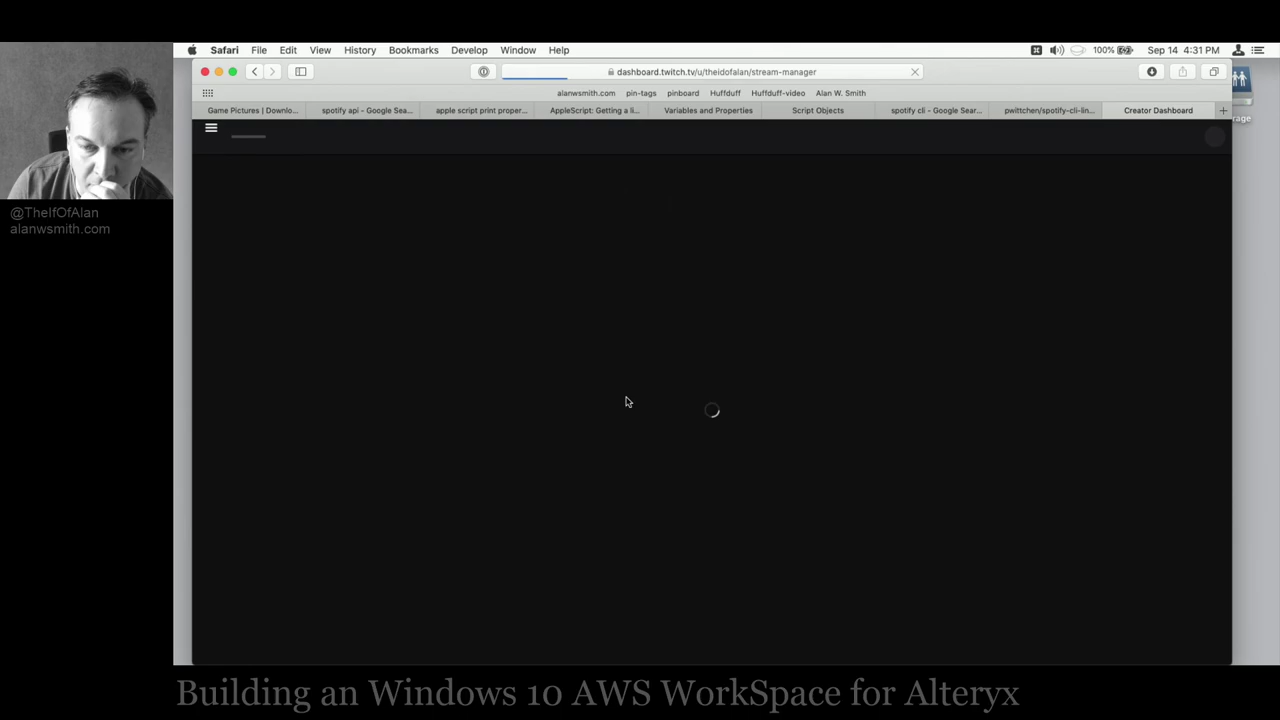 Safari File Edit View History Bookmarks Develop Window Help 100% Sep 14 4:31 PM
dashboard.twitch.tv/u/theidofalan/stream-manager
alanwsmith.com pin-tags pinboard Huffduff Huffduff-video Alan W. Smith
Game Pictures | Downlo... spotify api - Google Sea... apple script print proper... AppleScript: Getting a li... Variables and Properties Script Objects spotify cli - Google Sear... pwittchen/spotify-cli-lin... Creator Dashboard
rage
@TheIfOfAlan
alanwsmith.com
Building an Windows 10 AWS WorkSpace for Alteryx